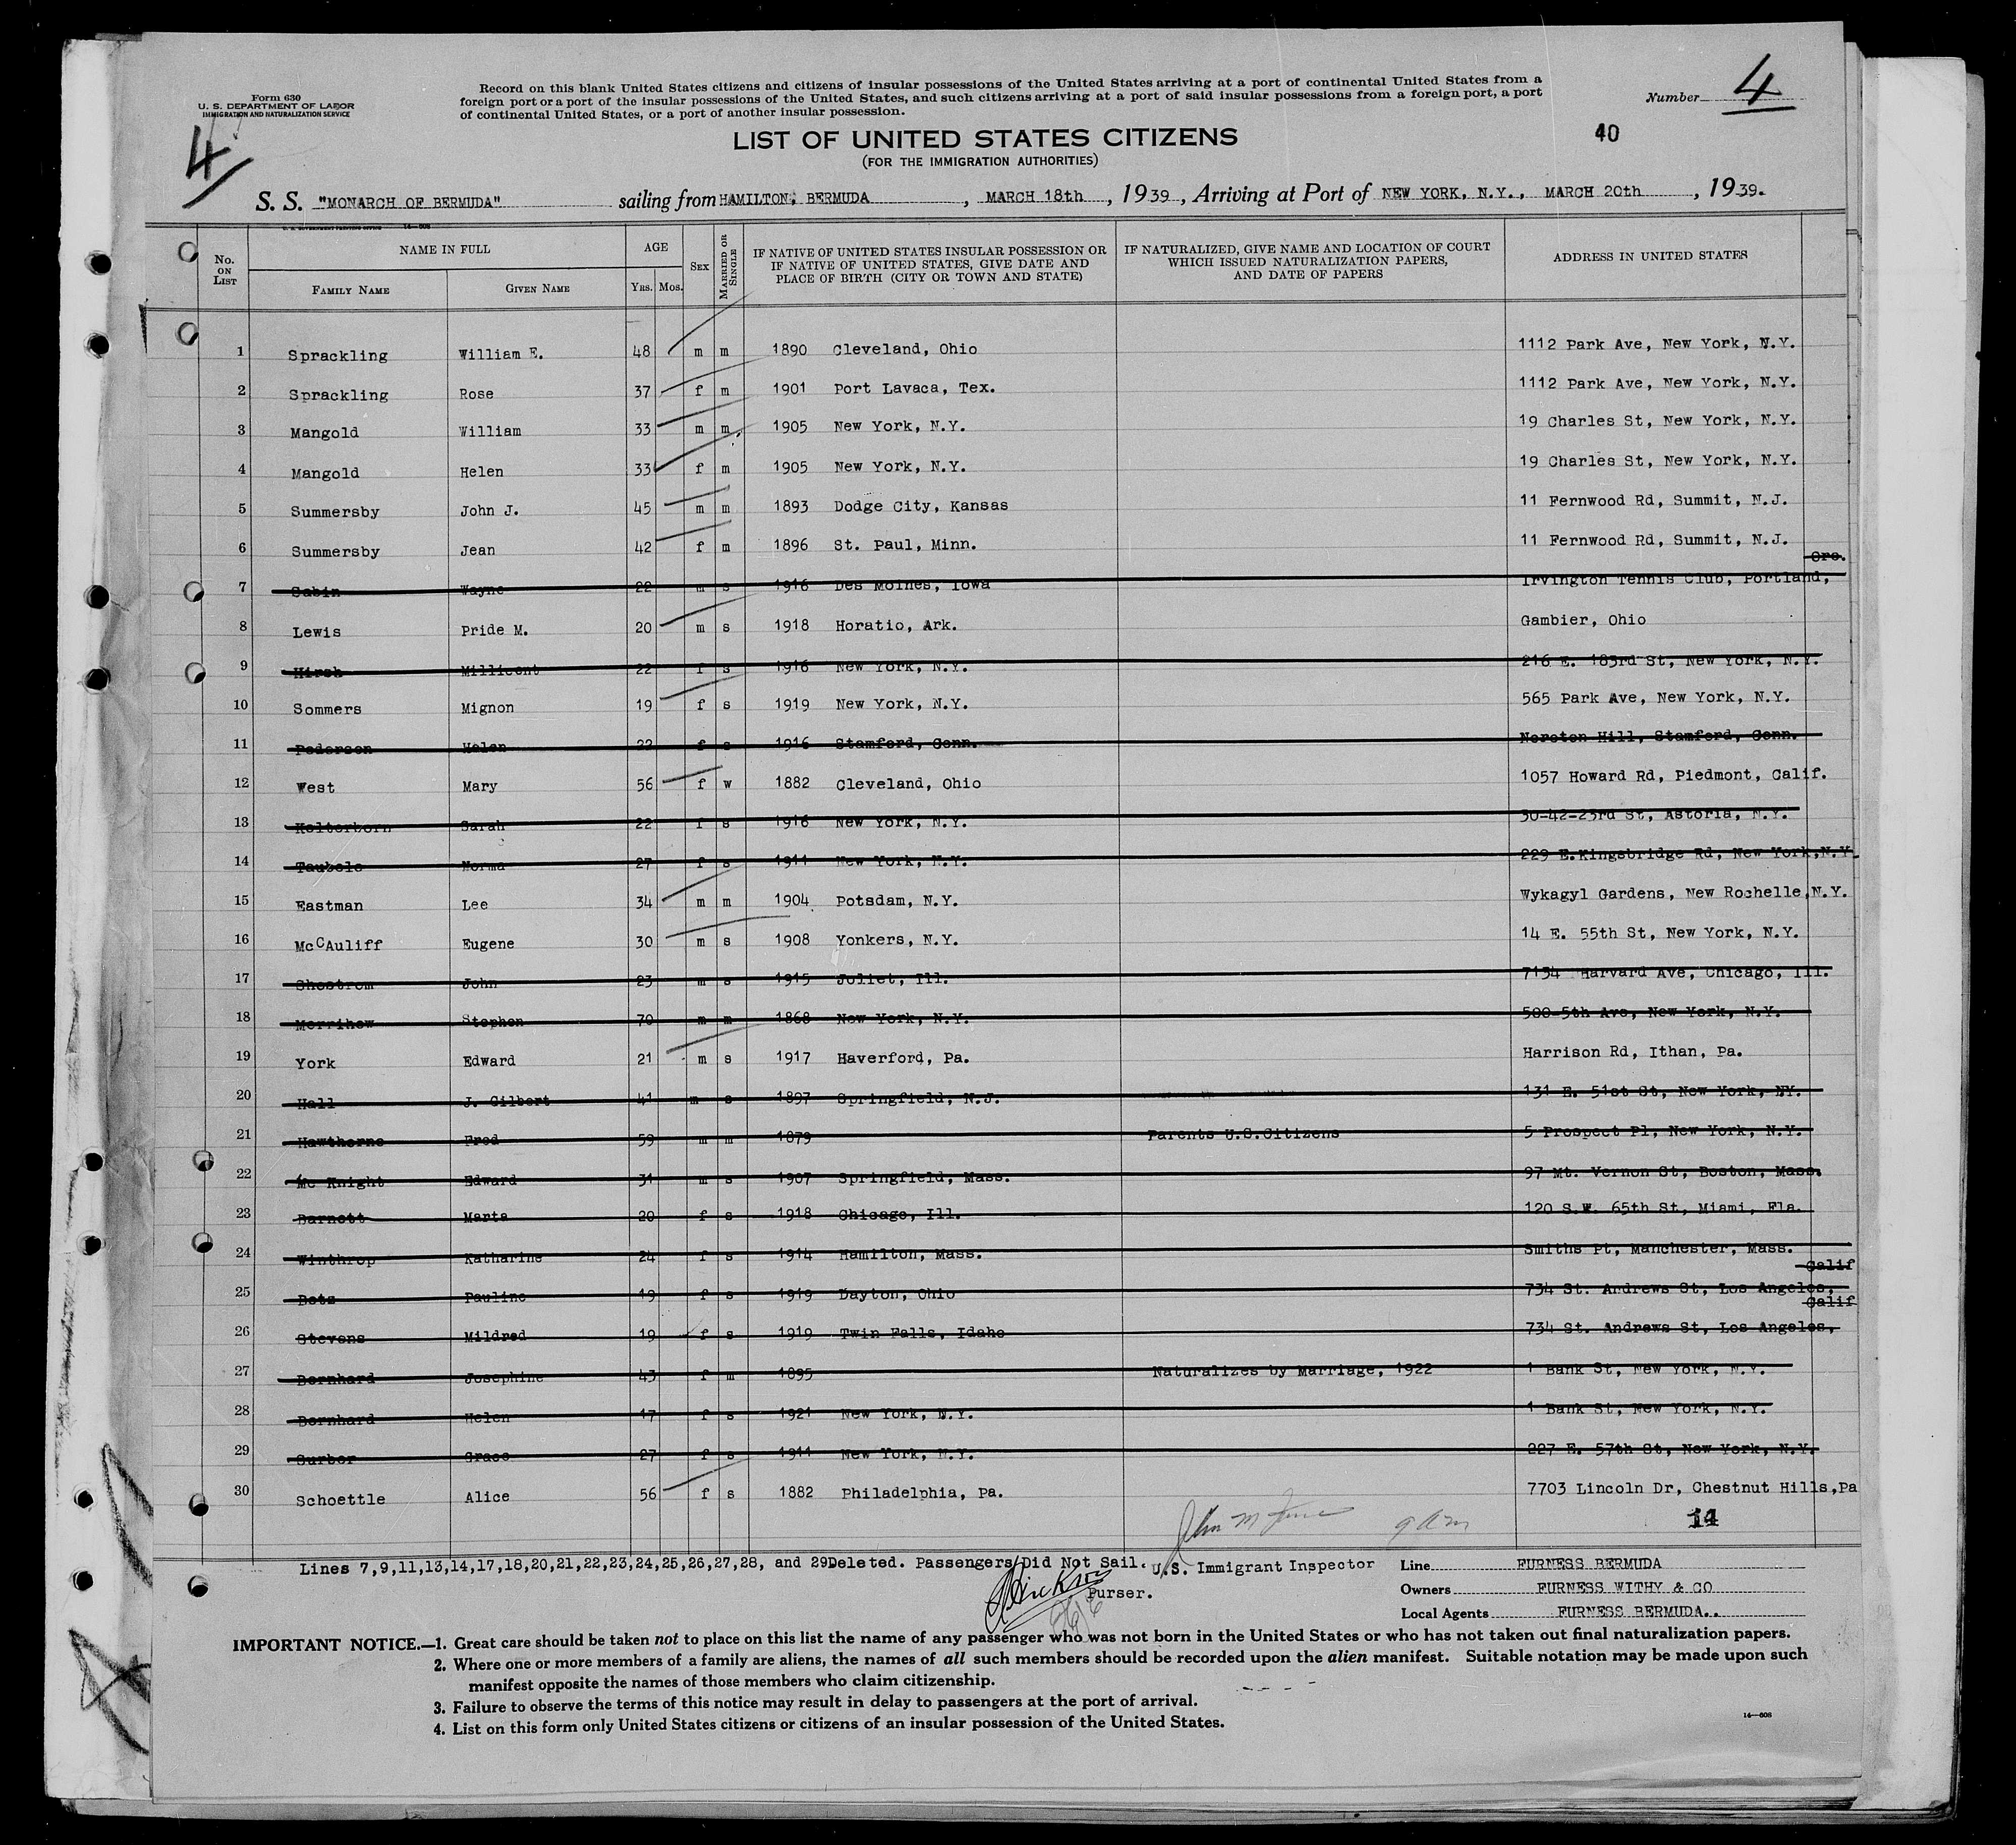 Form 630
U. S. DEPARTMENT OF LABOR
IMMIGRATION AND NATURALIZATION SERVICE
4
Record on this blank United States citizens and citizens of insular possessions of the United States arriving at a port of continental United States from a
foreign port or a port of the insular possessions of the United States, and such citizens arriving at a port of said insular possessions from a foreign port, a port
of continental United States, or a port of another insular possession.
Number 4
LIST OF UNITED STATES CITIZENS
40
(FOR THE IMMIGRATION AUTHORITIES)
S. S. "MONARCH OF BERMUDA" sailing from HAMILTON, BERMUDA, MARCH 18th, 1939, Arriving at Port of NEW YORK, N.Y., MARCH 20th, 1939.
No. ON LIST NAME IN FULL FAMILY NAME GIVEN NAME AGE YRS. MOS. SEX MARRIED OR SINGLE IF NATIVE OF UNITED STATES INSULAR POSSESSION OR IF NATIVE OF UNITED STATES, GIVE DATE AND PLACE OF BIRTH (CITY OR TOWN AND STATE) IF NATURALIZED, GIVE NAME AND LOCATION OF COURT WHICH ISSUED NATURALIZATION PAPERS, AND DATE OF PAPERS ADDRESS IN UNITED STATES
1 Sprackling William E. 48 m m 1890 Cleveland, Ohio 1112 Park Ave, New York, N.Y.
2 Sprackling Rose 37 f m 1901 Port Lavaca, Tex. 1112 Park Ave, New York, N.Y.
3 Mangold William 33 m m 1905 New York, N.Y. 19 Charles St, New York, N.Y.
4 Mangold Helen 33 f m 1905 New York, N.Y. 19 Charles St, New York, N.Y.
5 Summersby John J. 45 m m 1893 Dodge City, Kansas 11 Fernwood Rd, Summit, N.J.
6 Summersby Jean 42 f m 1896 St. Paul, Minn. 11 Fernwood Rd, Summit, N.J.
7 Sabin Wayne 22 m s 1916 Des Moines, Iowa Irvington Tennis Club, Portland, Ore.
8 Lewis Pride M. 20 m s 1918 Horatio, Ark. Gambier, Ohio
9 Hirsh Millicent 22 f s 1916 New York, N.Y. 216 E. 183rd St, New York, N.Y.
10 Sommers Mignon 19 f s 1919 New York, N.Y. 565 Park Ave, New York, N.Y.
11 Pederson Helen 22 f s 1916 Stamford, Conn. Noroton Hill, Stamford, Conn.
12 West Mary 56 f w 1882 Cleveland, Ohio 1057 Howard Rd, Piedmont, Calif.
13 Holterborn Sarah 22 f s 1916 New York, N.Y. 30-42-23rd St, Astoria, N.Y.
14 Taubele Norma 27 f s 1911 New York, N.Y. 229 E.Kingsbridge Rd, New York,N.Y.
15 Eastman Lee 34 m m 1904 Potsdam, N.Y. Wykagyl Gardens, New Rochelle,N.Y.
16 McCAuliff Eugene 30 m s 1908 Yonkers, N.Y. 14 E. 55th St, New York, N.Y.
17 Shostrom John 23 m s 1915 Joliet, Ill. 7134 Harvard Ave, Chicago, Ill.
18 Merrihew Stephen 70 m m 1868 New York, N.Y. 500 5th Ave, New York, N.Y.
19 York Edward 21 m s 1917 Haverford, Pa. Harrison Rd, Ithan, Pa.
20 Hall J. Gilbert 41 m s 1897 Springfield, N.J. 131 E. 51st St, New York, NY.
21 Hawthorne Fred 59 m m 1879 Parents U.S.Citizens 5 Prospect Pl, New York, N.Y.
22 Mc Knight Edward 31 m s 1907 Springfield, Mass. 97 Mt. Vernon St, Boston, Mass.
23 Barnett Marta 20 f s 1918 Chicago, Ill. 120 S.W. 65th St, Miami, Fla.
24 Winthrop Katharine 24 f s 1914 Hamilton, Mass. Smiths Pt, Manchester, Mass.
25 Betz Pauline 19 f s 1919 Dayton, Ohio 734 St. Andrews St, Los Angeles, Calif
26 Stevens Mildred 19 f s 1919 Twin Falls, Idaho 734 St. Andrews St, Los Angeles, Calif
27 Bernhard Josephine 43 f m 1895 Naturalizes by Marriage, 1922 1 Bank St, New York, N.Y.
28 Bernhard Helen 17 f s 1921 New York, N.Y. 1 Bank St, New York, N.Y.
29 Surber Grace 27 f s 1911 New York, N.Y. 227 E. 57th St, New York, N.Y.
30 Schoettle Alice 56 f s 1882 Philadelphia, Pa. 7703 Lincoln Dr, Chestnut Hills,Pa
14
Lines 7,9,11,13,14,17,18,20,21,22,23,24,25,26,27,28, and 29Deleted. Passengers Did Not Sail.
Purser.
U.S. Immigrant Inspector
Line FURNESS BERMUDA
Owners FURNESS WITHY & CO
Local Agents FURNESS BERMUDA..
IMPORTANT NOTICE.—1. Great care should be taken not to place on this list the name of any passenger who was not born in the United States or who has not taken out final naturalization papers.
2. Where one or more members of a family are aliens, the names of all such members should be recorded upon the alien manifest. Suitable notation may be made upon such
manifest opposite the names of those members who claim citizenship.
3. Failure to observe the terms of this notice may result in delay to passengers at the port of arrival.
4. List on this form only United States citizens or citizens of an insular possession of the United States.
14—608